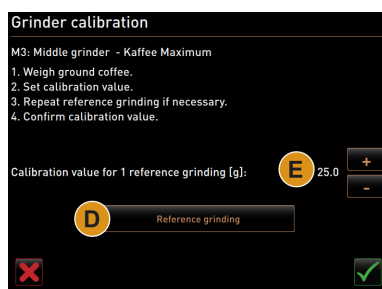 Grinder calibration
M3: Middle grinder - Kaffee Maximum
1. Weigh ground coffee.
2. Set calibration value.
3. Repeat reference grinding if necessary.
4. Confirm calibration value.
Calibration value for 1 reference grinding [g]: E 25.0 + -
D Reference grinding